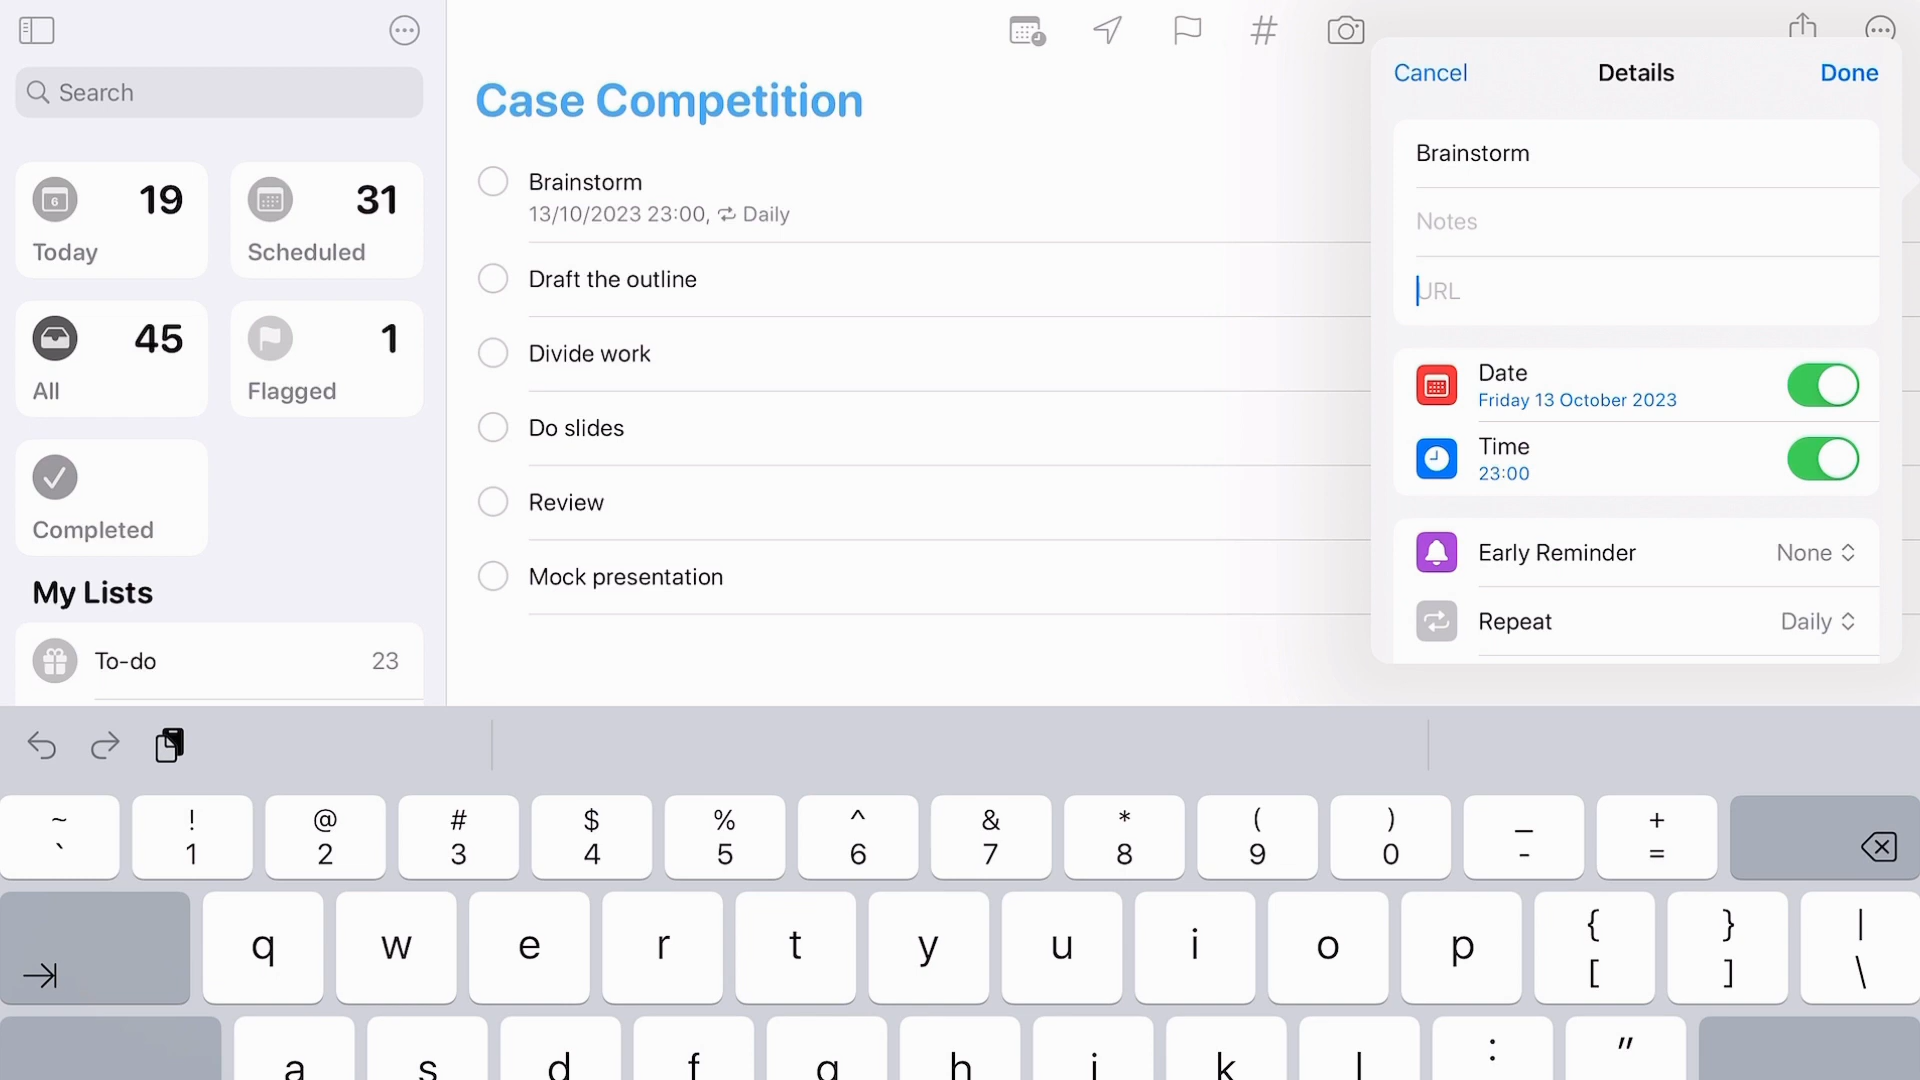 Search
6
19
Today
31
Scheduled
45
All
1
Flagged
Completed
My Lists
To-do 23
Case Competition
Brainstorm
13/10/2023 23:00, Daily
Draft the outline
Divide work
Do slides
Review
Mock presentation
#
Cancel Details Done
Brainstorm
Notes
URL
Date
Friday 13 October 2023
Time
23:00
Early Reminder None
Repeat Daily
~ ! @ # $ % ^ & * ( ) _ +
` 1 2 3 4 5 6 7 8 9 0 - =
q w e r t y u i o p { } |
[ ] \
a s d f g h j k l : "